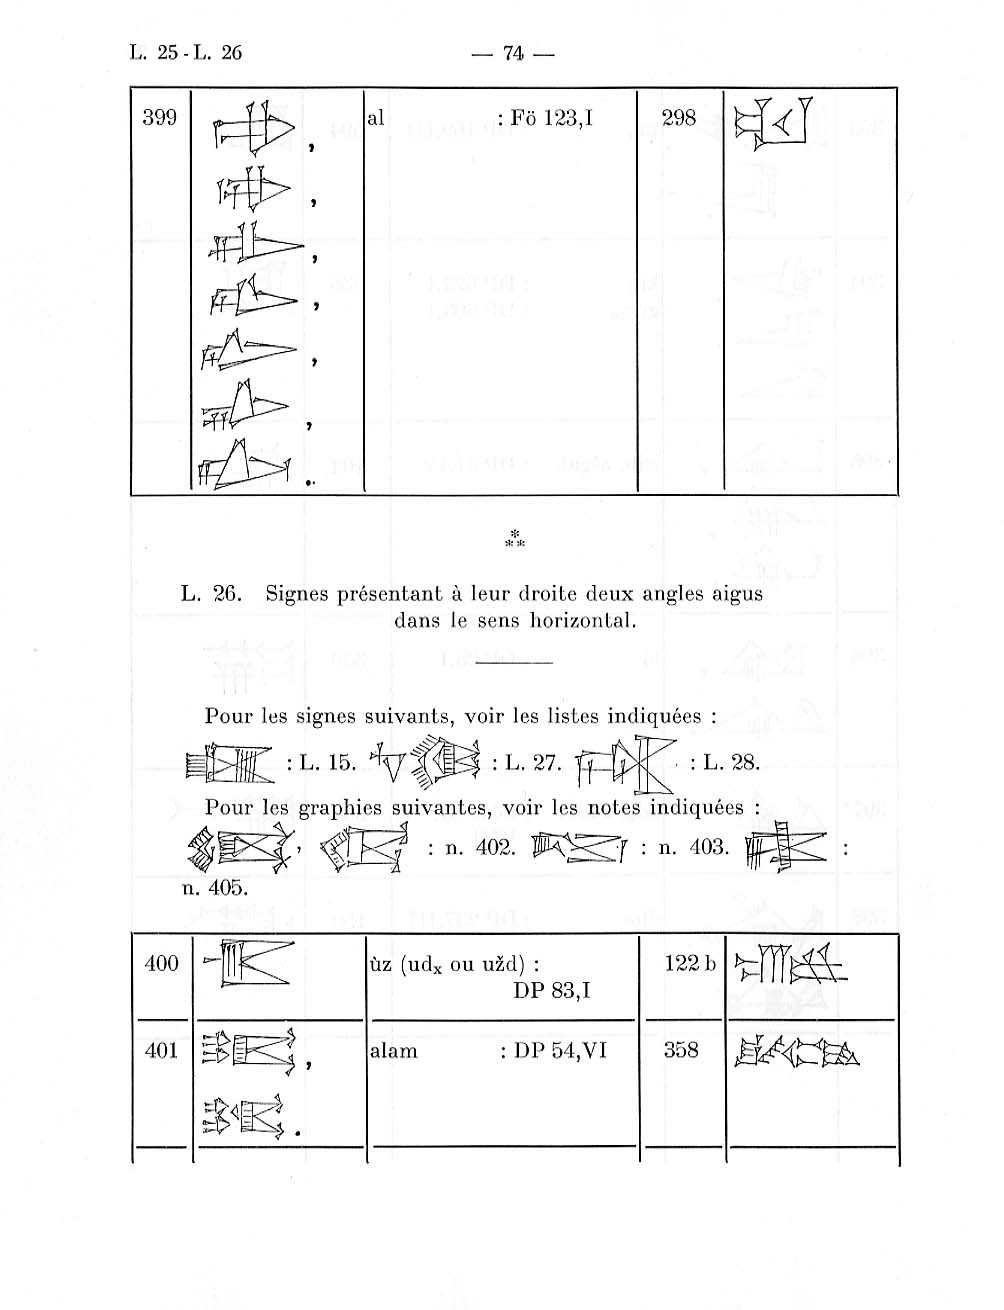 L. 25 - L. 26 — 74 —
399 al : Fö 123,I 298
,
,
,
,
,
,
.
*
**
L. 26. Signes présentant à leur droite deux angles aigus
dans le sens horizontal.
Pour les signes suivants, voir les listes indiquées :
: L. 15. : L. 27. : L. 28.
Pour les graphies suivantes, voir les notes indiquées :
, : n. 402. : n. 403. :
n. 405.
400 ùz (udₓ ou užd) : 122 b
DP 83,I
401 , alam : DP 54,VI 358
.